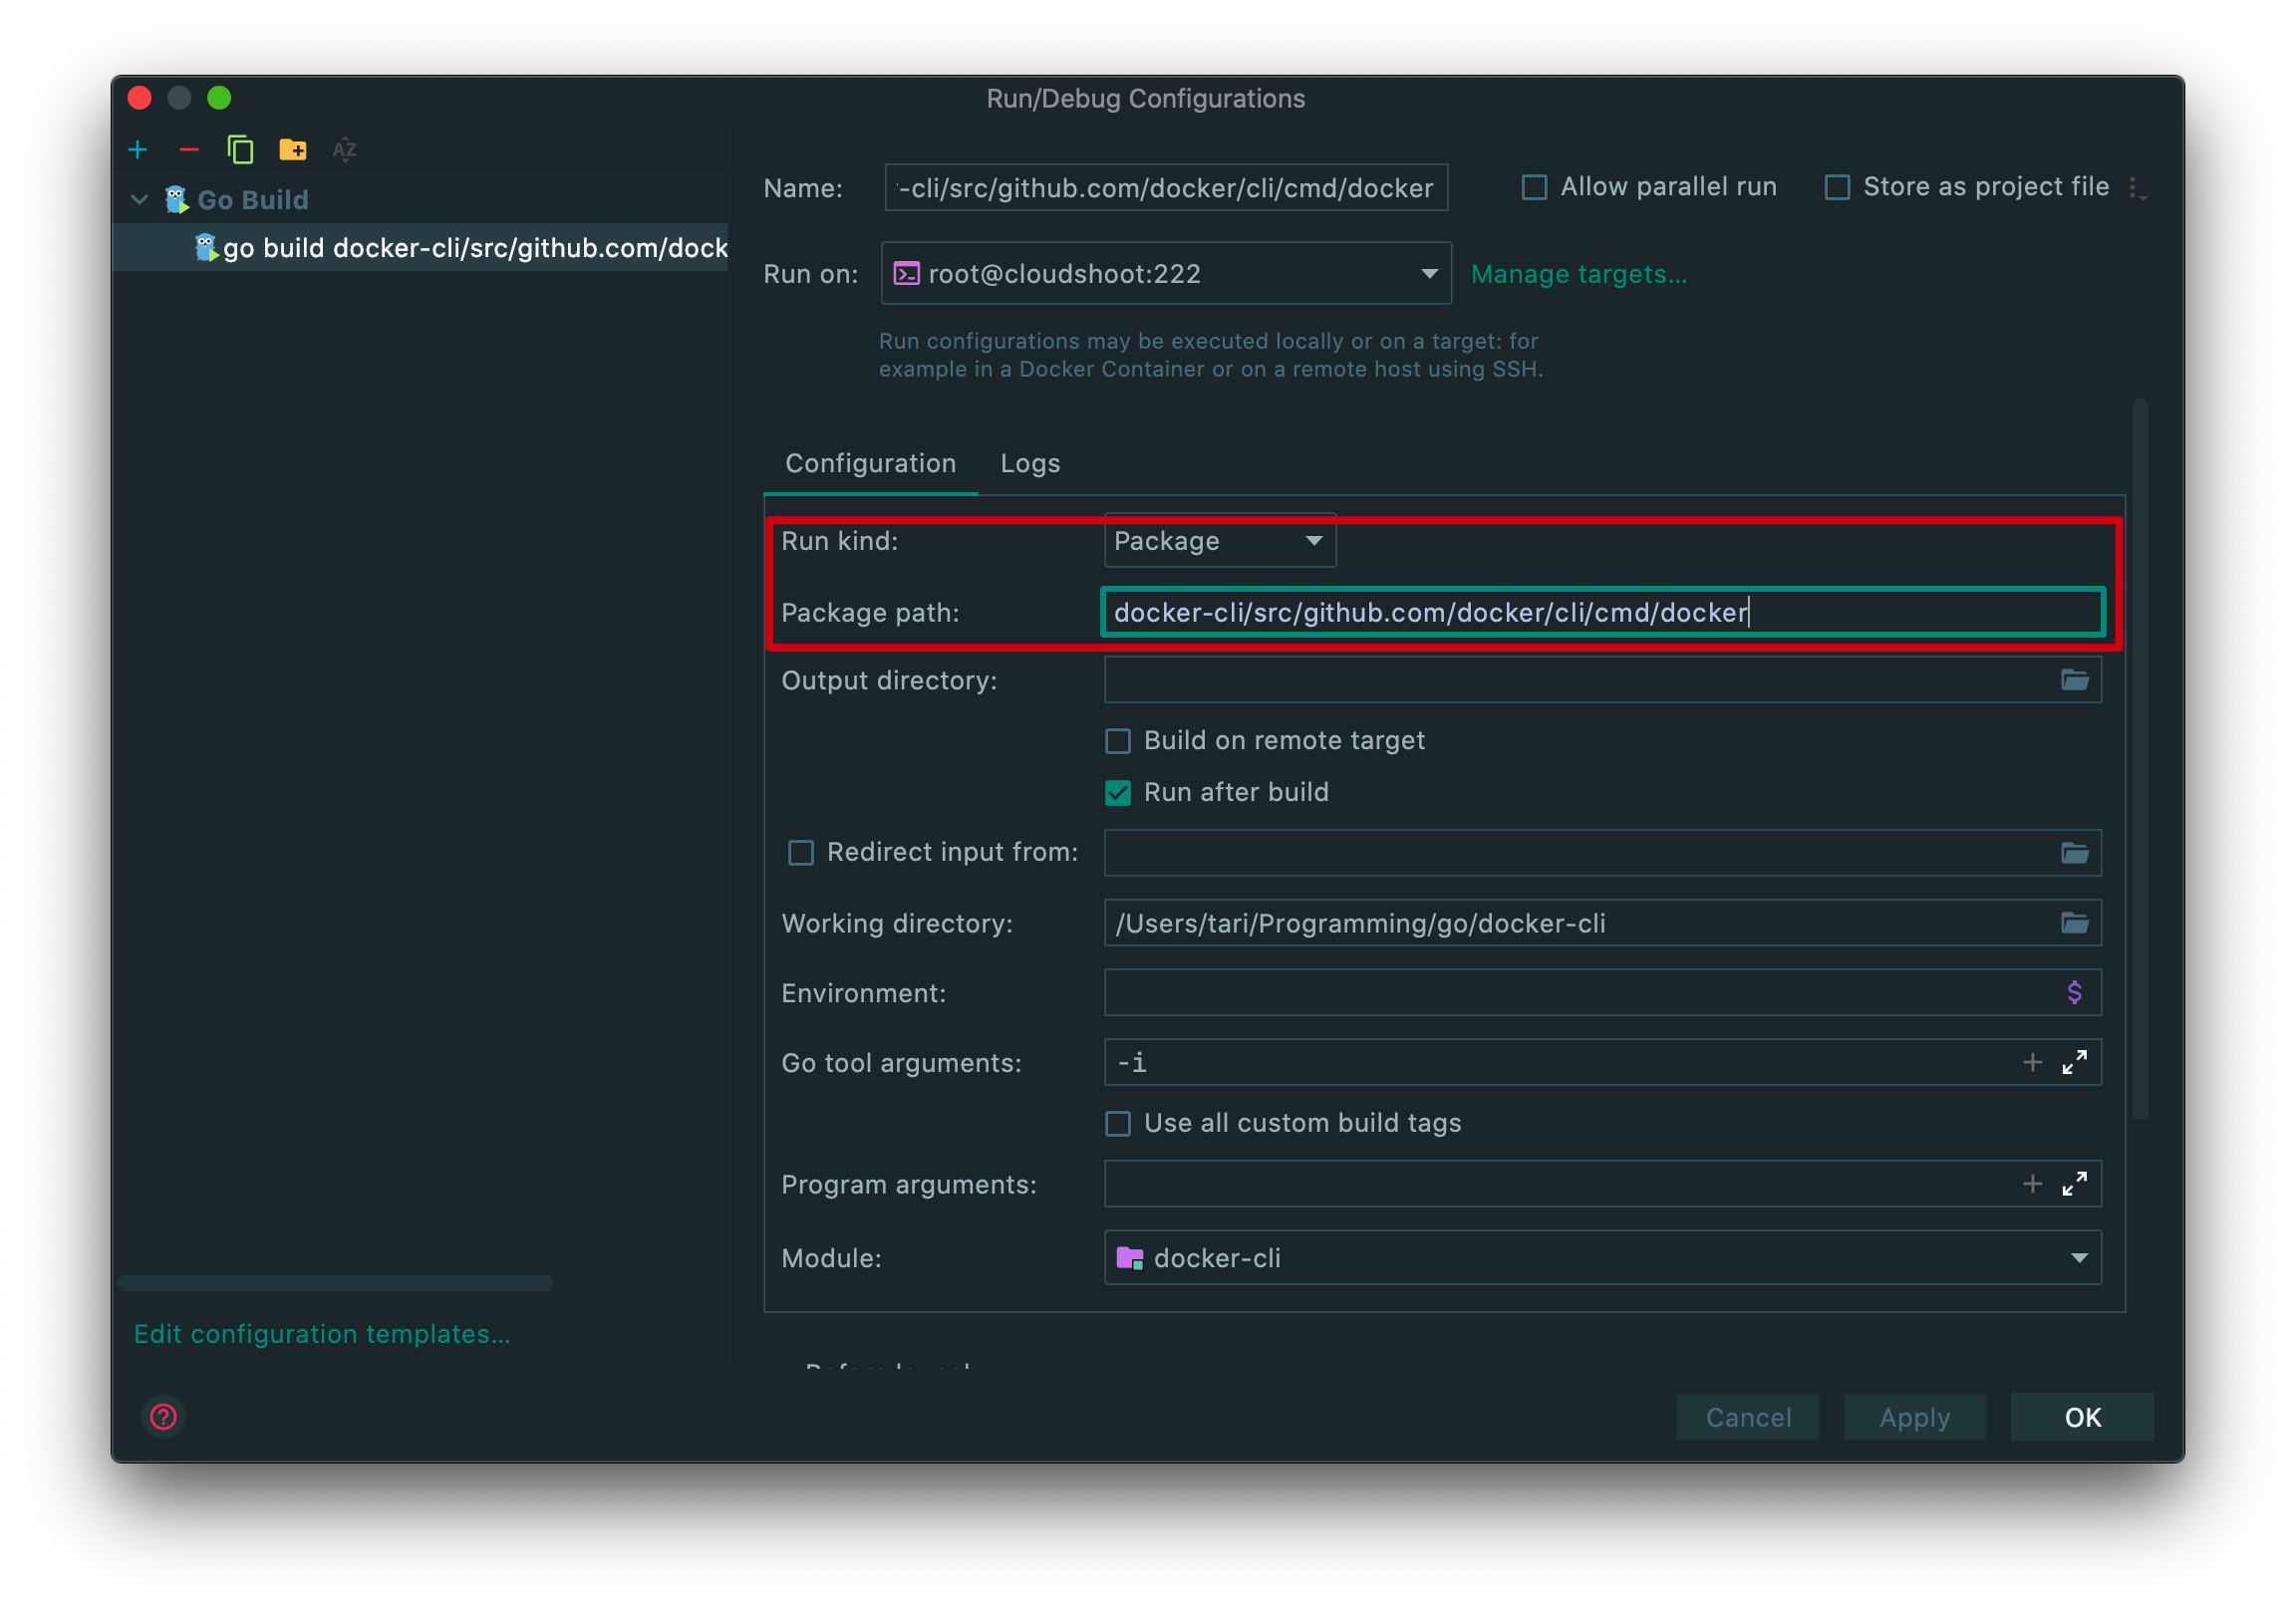 Run/Debug Configurations
Go Build
go build docker-cli/src/github.com/dock
Edit configuration templates...
Name: -cli/src/github.com/docker/cli/cmd/docker
Allow parallel run
Store as project file
Run on: root@cloudshoot:222
Manage targets...
Run configurations may be executed locally or on a target: for
example in a Docker Container or on a remote host using SSH.
Configuration
Logs
Run kind: Package
Package path: docker-cli/src/github.com/docker/cli/cmd/docker
Output directory:
Build on remote target
Run after build
Redirect input from:
Working directory: /Users/tari/Programming/go/docker-cli
Environment:
$
Go tool arguments: -i
Use all custom build tags
Program arguments:
Module: docker-cli
Cancel
Apply
OK